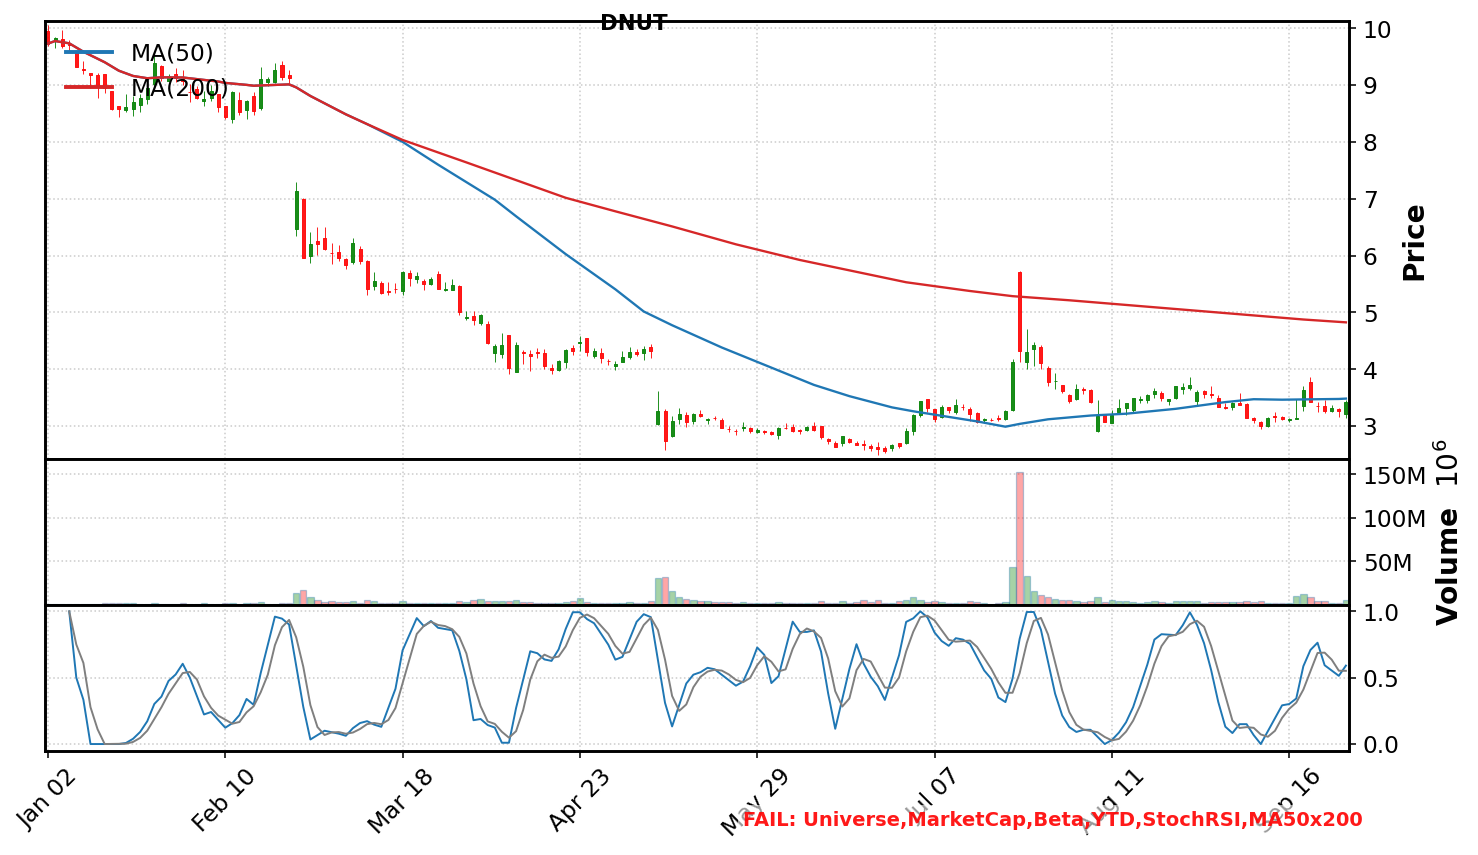 DNUT
MA(50)
MA(200)
10
9
8
7
6
5
4
3
Price
150M
100M
50M
Volume 10⁶
1.0
0.5
0.0
Jan 02
Feb 10
Mar 18
Apr 23
May 29
Jul 07
Aug 11
Sep 16
FAIL: Universe,MarketCap,Beta,YTD,StochRSI,MA50x200